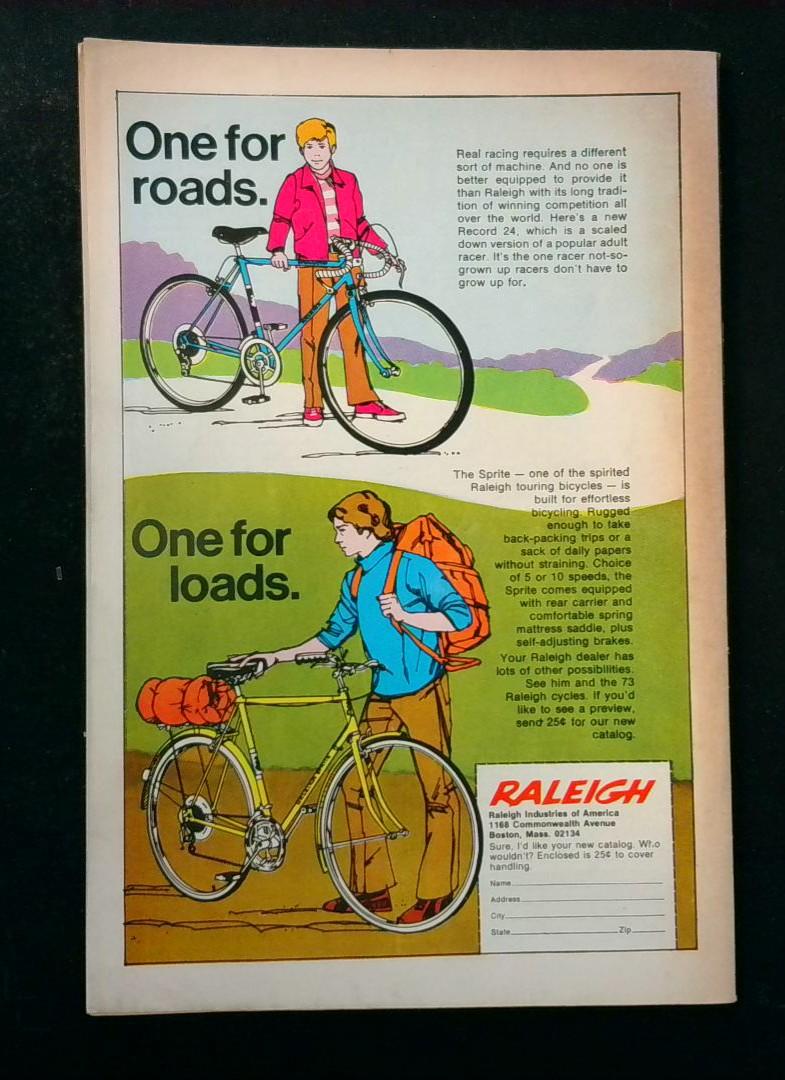 One for
roads.
Real racing requires a different
sort of machine. And no one is
better equipped to provide it
than Raleigh with its long tradi-
tion of winning competition all
over the world. Here's a new
Record 24, which is a scaled
down version of a popular adult
racer. It's the one racer not-so-
grown up racers don't have to
grow up for.
The Sprite — one of the spirited
Raleigh touring bicycles — is
built for effortless
bicycling. Rugged
enough to take
back-packing trips or a
sack of daily papers
without straining. Choice
of 5 or 10 speeds, the
Sprite comes equipped
with rear carrier and
comfortable spring
mattress saddle, plus
self-adjusting brakes.
One for
loads.
Your Raleigh dealer has
lots of other possibilities.
See him and the 73
Raleigh cycles. If you'd
like to see a preview,
send 25¢ for our new
catalog.
RALEIGH
Raleigh Industries of America
1168 Commonwealth Avenue
Boston, Mass. 02134
Sure, I'd like your new catalog. Who
wouldn't? Enclosed is 25¢ to cover
handling.
Name
Address
City
State Zip